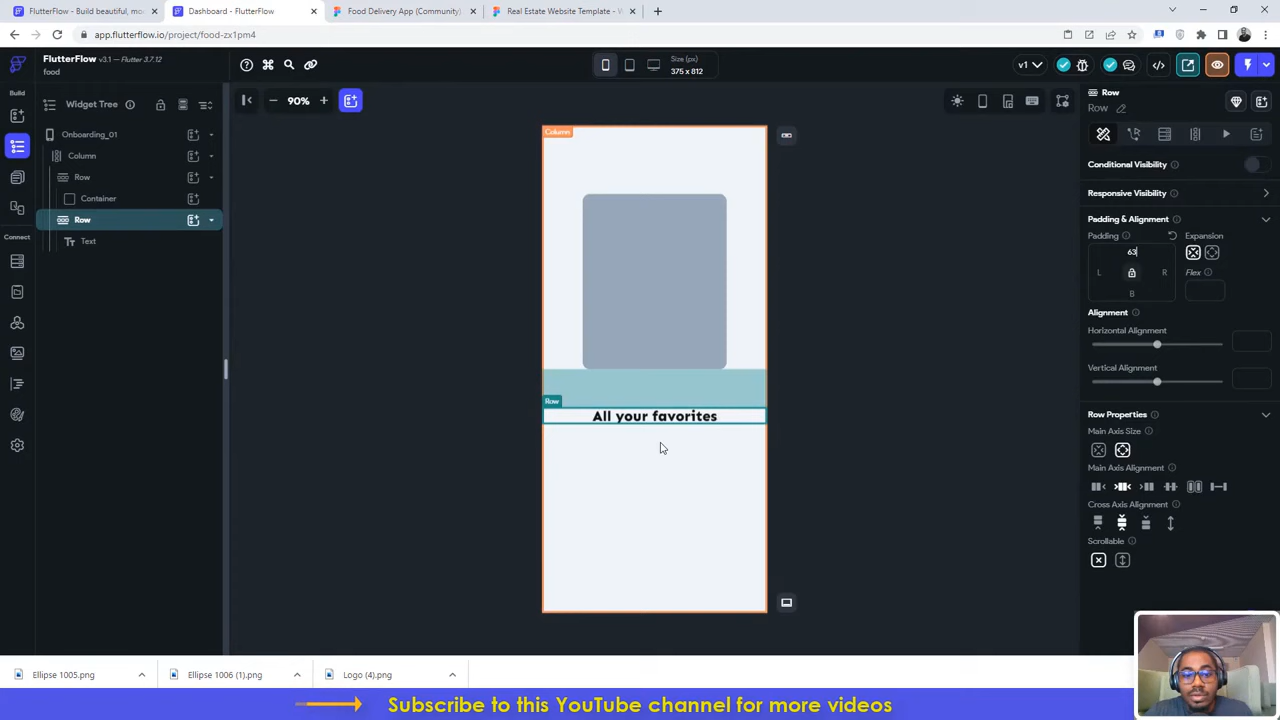 FlutterFlow - Build beautiful, mo
Dashboard - FlutterFlow
Food Delivery App (Community)
Real Estate Website Template - W
app.flutterflow.io/project/food-zx1pm4
FlutterFlow v3.1 — Flutter 3.7.12
food
Size (px)
375 x 812
v1
Build
Widget Tree
90%
Onboarding_01
Column
Row
Container
Row
Text
Connect
Column
Row
All your favorites
Row
Row
Conditional Visibility
Responsive Visibility
Padding & Alignment
Padding
Expansion
63
L
R
B
Flex
Alignment
Horizontal Alignment
Vertical Alignment
Row Properties
Main Axis Size
Main Axis Alignment
Cross Axis Alignment
Scrollable
Ellipse 1005.png
Ellipse 1006 (1).png
Logo (4).png
Subscribe to this YouTube channel for more videos